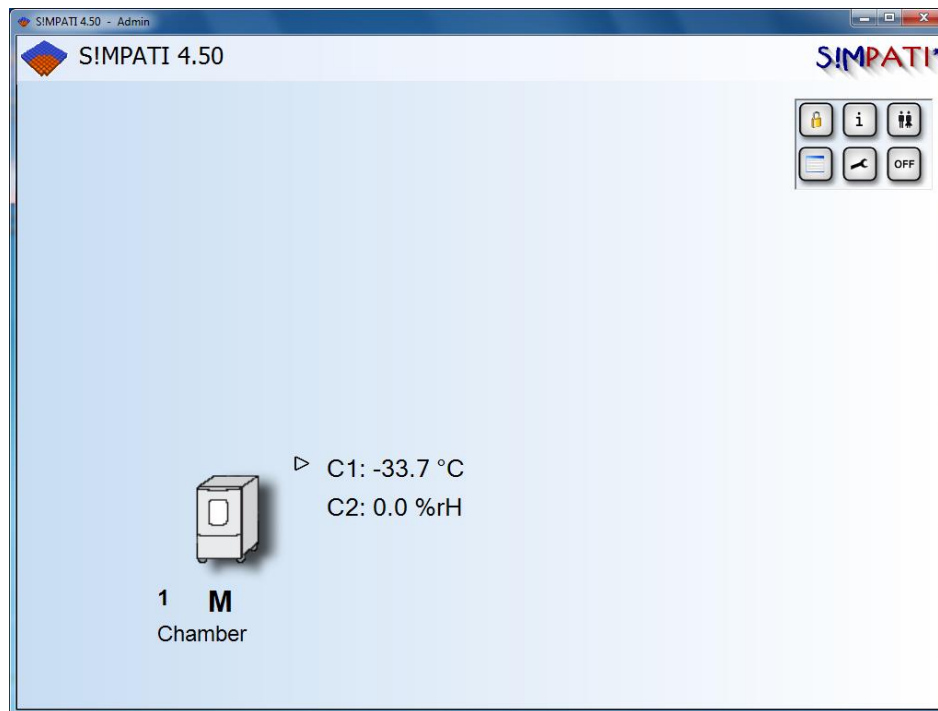 S!MPATI 4.50 - Admin
S!MPATI 4.50
S!MPATI*
i
OFF
C1: -33.7 °C
C2: 0.0 %rH
1 M
Chamber